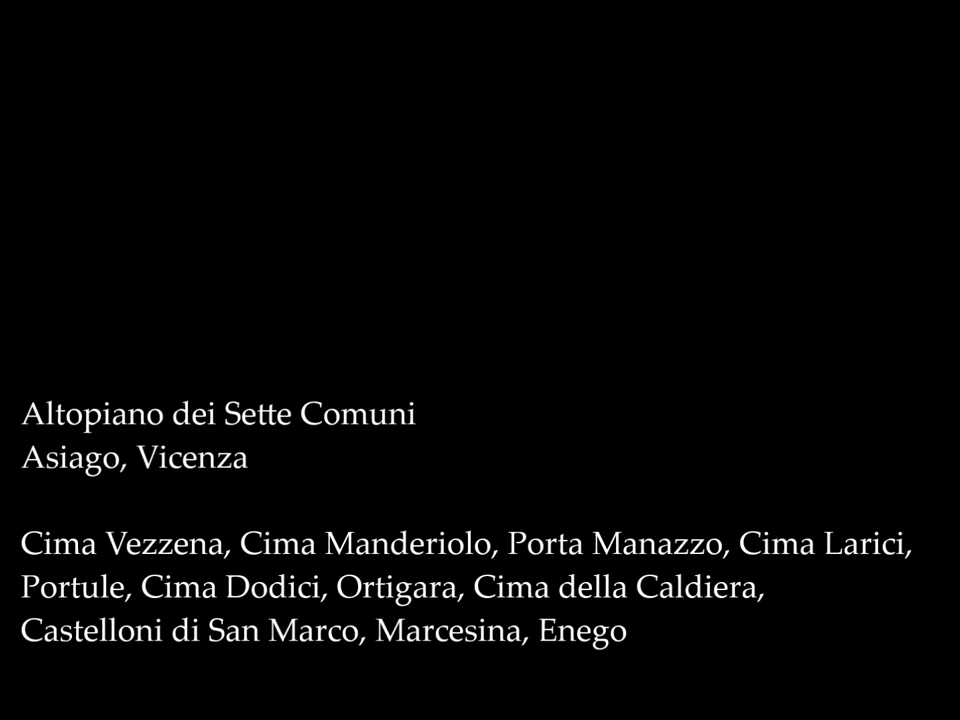 Altopiano dei Sette Comuni
Asiago, Vicenza
Cima Vezzena, Cima Manderiolo, Porta Manazzo, Cima Larici,
Portule, Cima Dodici, Ortigara, Cima della Caldiera,
Castelloni di San Marco, Marcesina, Enego